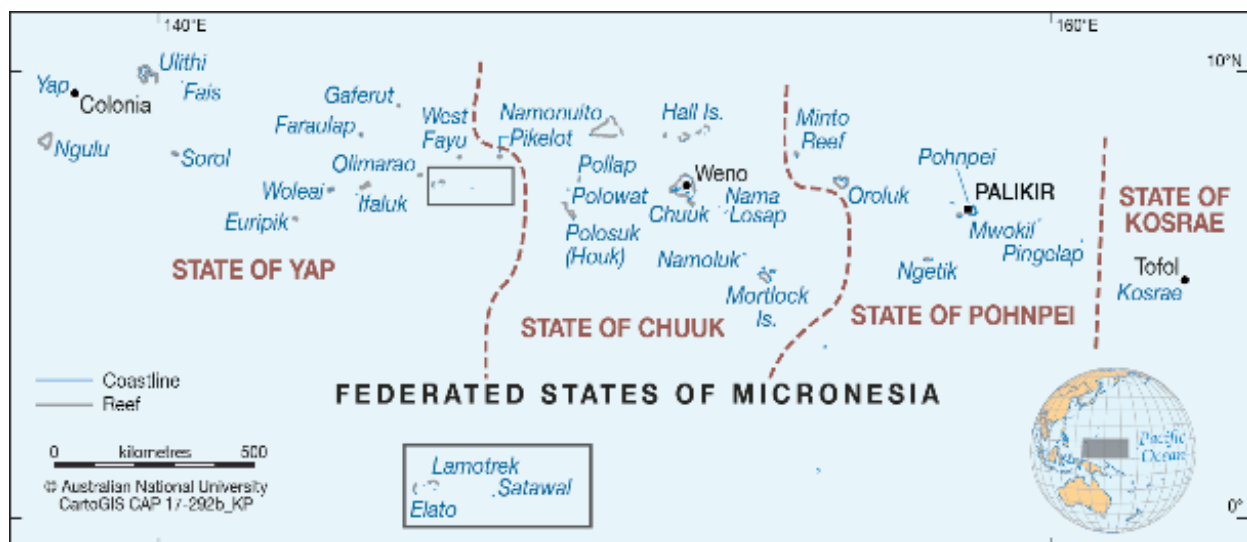 140°E
160°E
10°N
Ulithi
Yap
Colonia
Fais
Ngulu
Sorol
Gaferut
Faraulap
West
Fayu
Olimarao
Woleai
Ifaluk
Euripik
STATE OF YAP
Namonuito
Pikelot
Hall Is.
Pollap
Polowat
Polosuk
(Houk)
Weno
Chuuk
Nama
Losap
Namoluk
Mortlock
Is.
STATE OF CHUUK
Minto
Reef
Oroluk
Pohnpei
PALIKIR
Mwokil
Pingelap
Ngetik
STATE OF POHNPEI
STATE OF
KOSRAE
Tofol
Kosrae
FEDERATED STATES OF MICRONESIA
Coastline
Reef
0 kilometres 500
© Australian National University
CartoGIS CAP 17-292b_KP
Lamotrek
Satawal
Elato
Pacific
Ocean
0°